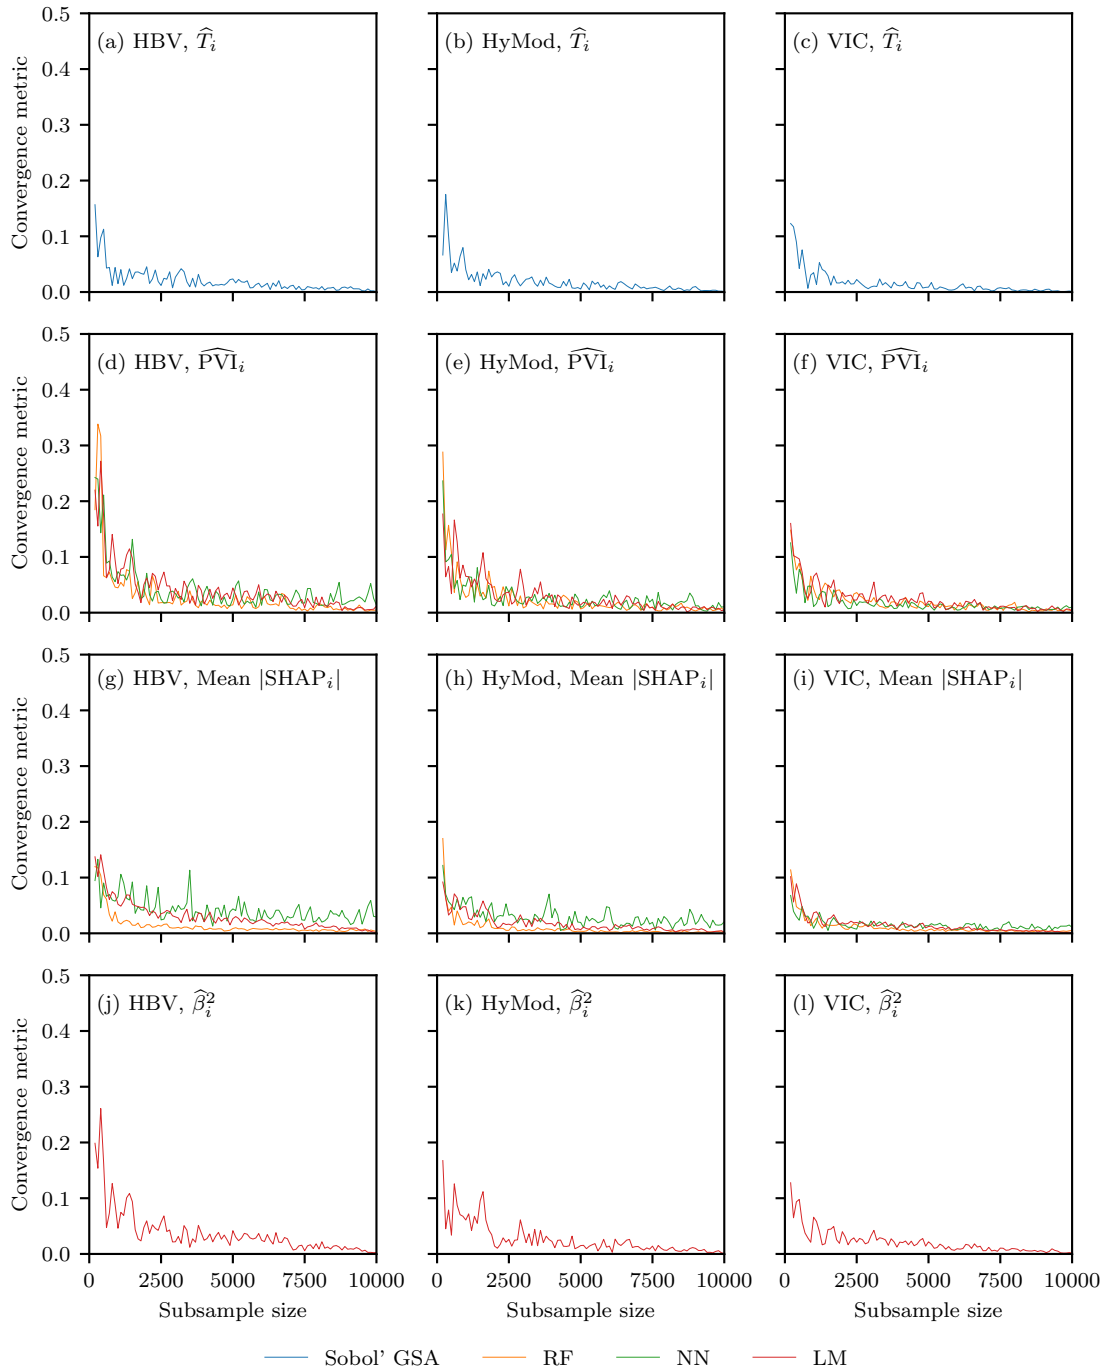 0.5
0.4
0.3
0.2
0.1
0.0
Convergence metric
(a) HBV, T̂ᵢ
(b) HyMod, T̂ᵢ
(c) VIC, T̂ᵢ
0.5
0.4
0.3
0.2
0.1
0.0
Convergence metric
(d) HBV, P͡VIᵢ
(e) HyMod, P͡VIᵢ
(f) VIC, P͡VIᵢ
0.5
0.4
0.3
0.2
0.1
0.0
Convergence metric
(g) HBV, Mean |SHAPᵢ|
(h) HyMod, Mean |SHAPᵢ|
(i) VIC, Mean |SHAPᵢ|
0.5
0.4
0.3
0.2
0.1
0.0
Convergence metric
(j) HBV, β̂ᵢ²
(k) HyMod, β̂ᵢ²
(l) VIC, β̂ᵢ²
0 2500 5000 7500 10000
0 2500 5000 7500 10000
0 2500 5000 7500 10000
Subsample size
Subsample size
Subsample size
Sobol' GSA RF NN LM